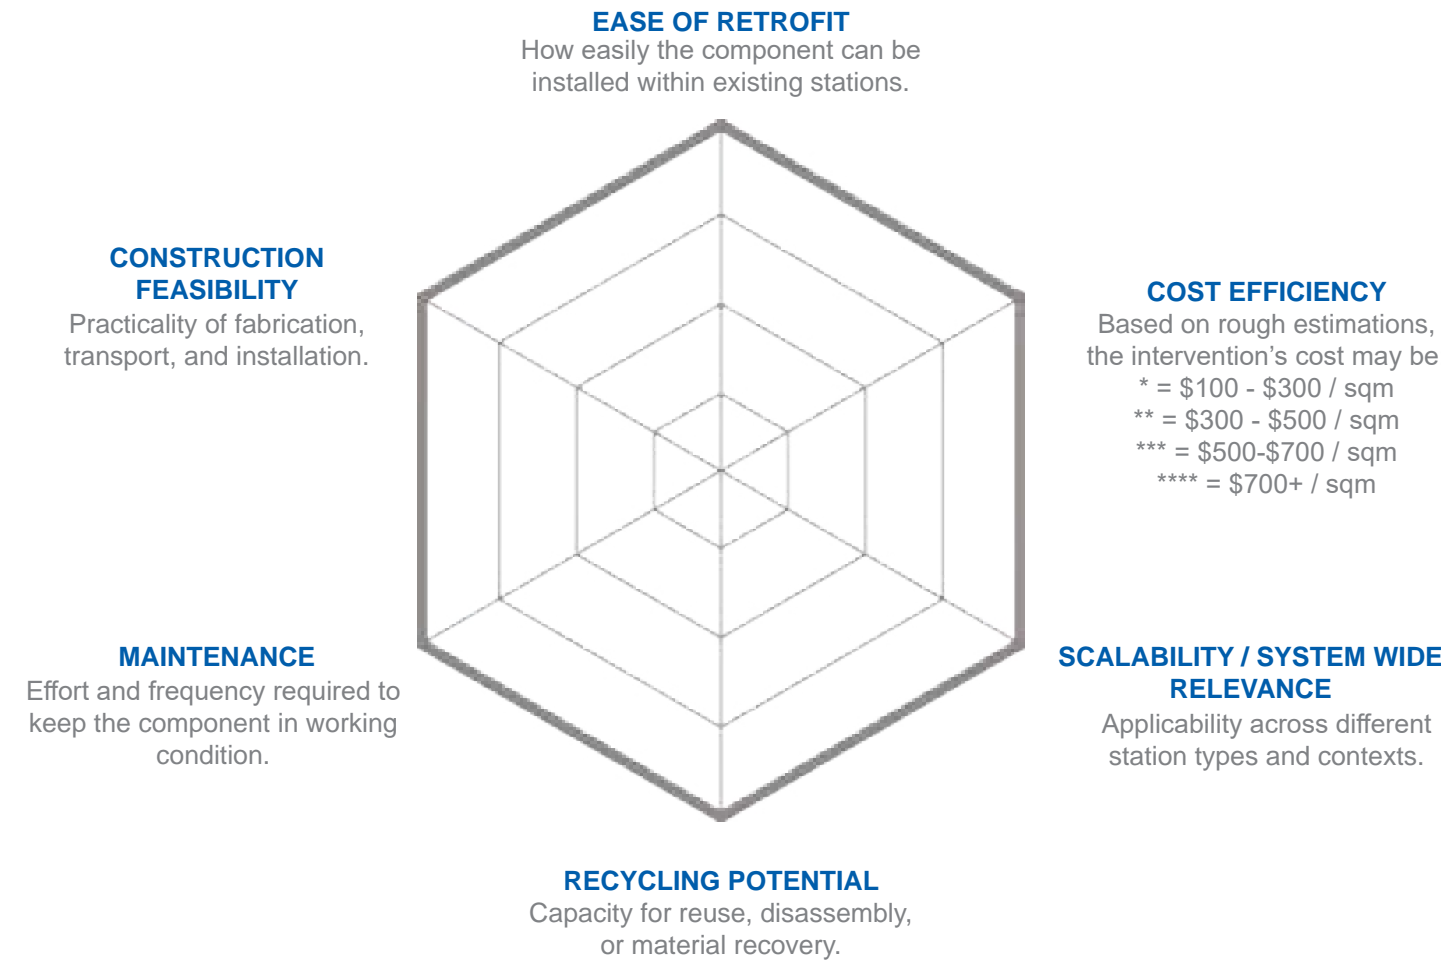 EASE OF RETROFIT
How easily the component can be
installed within existing stations.
CONSTRUCTION
FEASIBILITY
Practicality of fabrication,
transport, and installation.
COST EFFICIENCY
Based on rough estimations,
the intervention’s cost may be
* = $100 - $300 / sqm
** = $300 - $500 / sqm
*** = $500-$700 / sqm
**** = $700+ / sqm
MAINTENANCE
Effort and frequency required to
keep the component in working
condition.
SCALABILITY / SYSTEM WIDE
RELEVANCE
Applicability across different
station types and contexts.
RECYCLING POTENTIAL
Capacity for reuse, disassembly,
or material recovery.